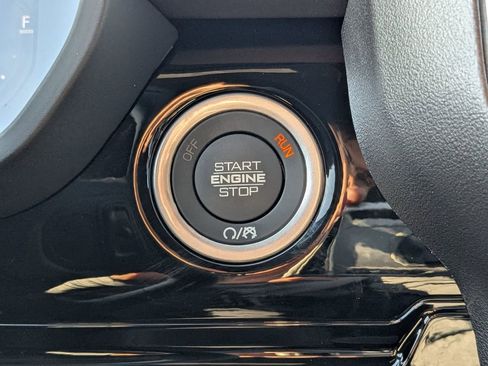 F
OFF
RUN
START
ENGINE
STOP